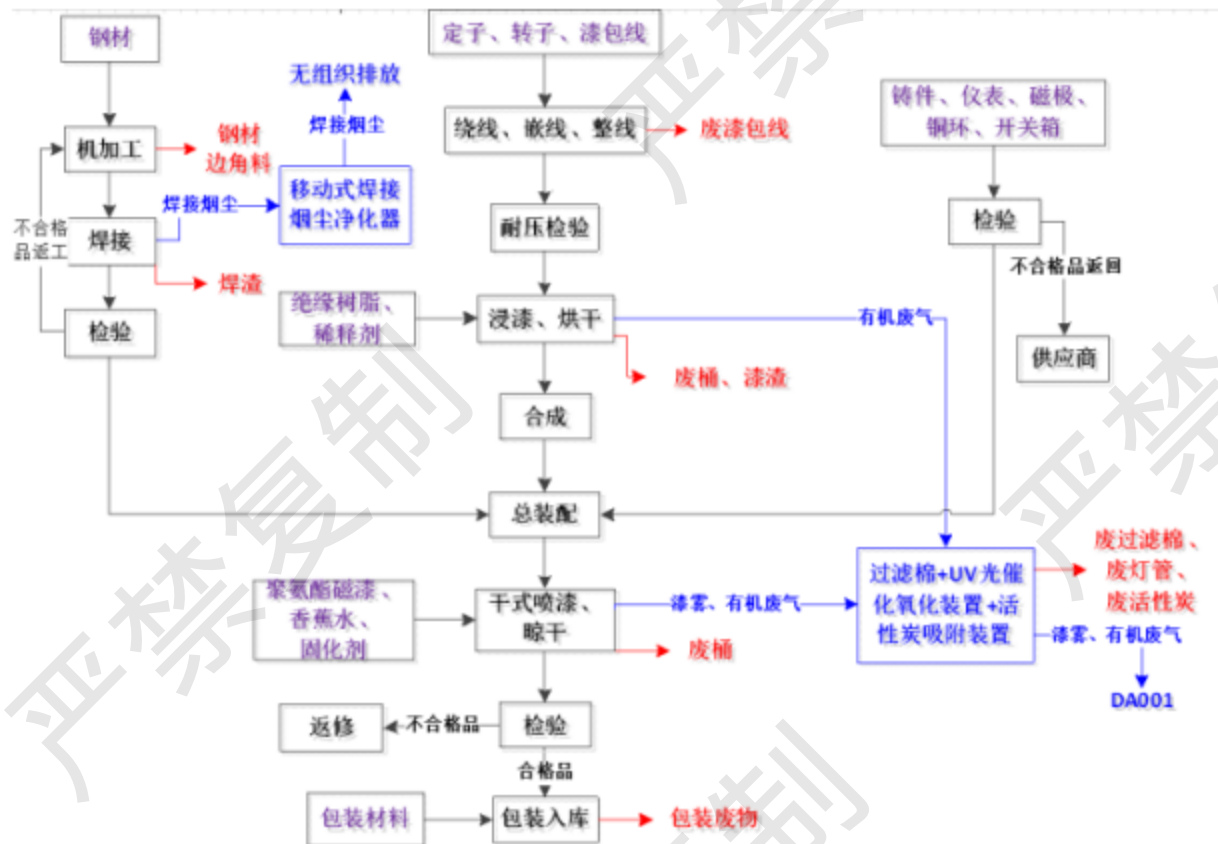 钢材
定子、转子、漆包线
无组织排放
铸件、仪表、磁极、
铜环、开关箱
焊接烟尘
绕线、嵌线、整线
废漆包线
机加工
钢材
边角料
焊接烟尘
移动式焊接
烟尘净化器
不合格
品返工
焊接
耐压检验
检验
不合格品返回
焊渣
绝缘树脂、
稀释剂
浸漆、烘干
有机废气
检验
供应商
废桶、漆渣
合成
总装配
过滤棉+UV光催
化氧化装置+活
性炭吸附装置
废过滤棉、
废灯管、
废活性炭
聚氨酯磁漆、
香蕉水、
固化剂
干式喷漆、
晾干
漆雾、有机废气
漆雾、有机废气
废桶
DA001
返修
不合格品
检验
合格品
包装材料
包装入库
包装废物
严禁复制
严禁
严禁
制